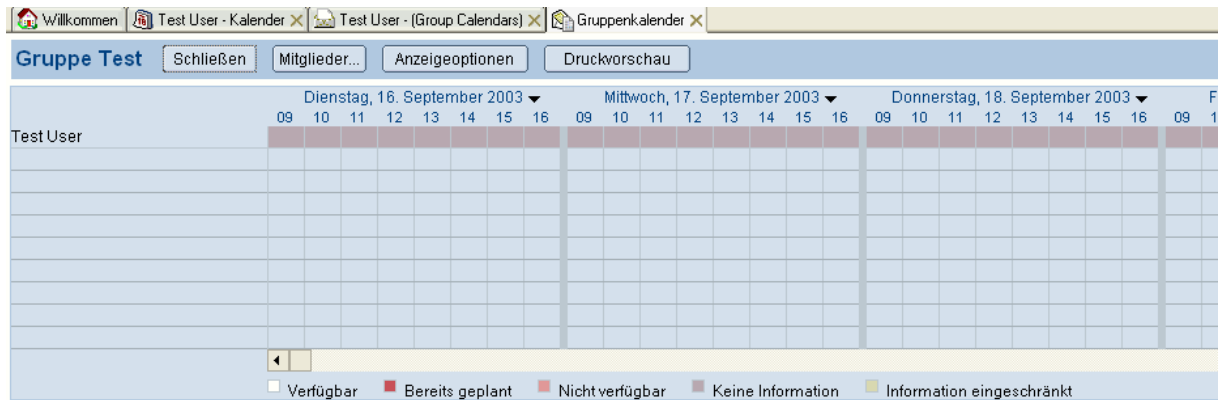 Willkommen Test User - Kalender Test User - (Group Calendars) Gruppenkalender
Gruppe Test Schließen Mitglieder... Anzeigeoptionen Druckvorschau
Dienstag, 16. September 2003 Mittwoch, 17. September 2003 Donnerstag, 18. September 2003 F
09 10 11 12 13 14 15 16 09 10 11 12 13 14 15 16 09 10 11 12 13 14 15 16 09 1
Test User
Verfügbar Bereits geplant Nicht verfügbar Keine Information Information eingeschränkt